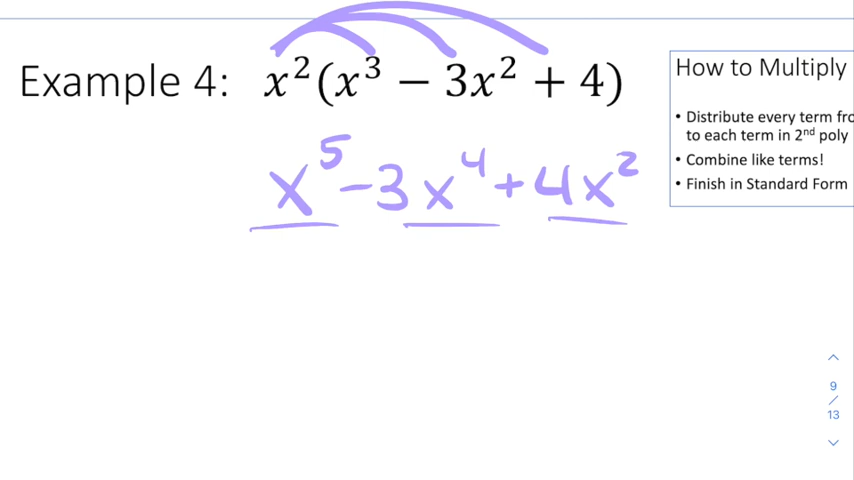 Example 4: x²(x³ − 3x² + 4)
x⁵ - 3x⁴ + 4x²
How to Multiply
• Distribute every term fro
to each term in 2nd poly
• Combine like terms!
• Finish in Standard Form
9
/
13